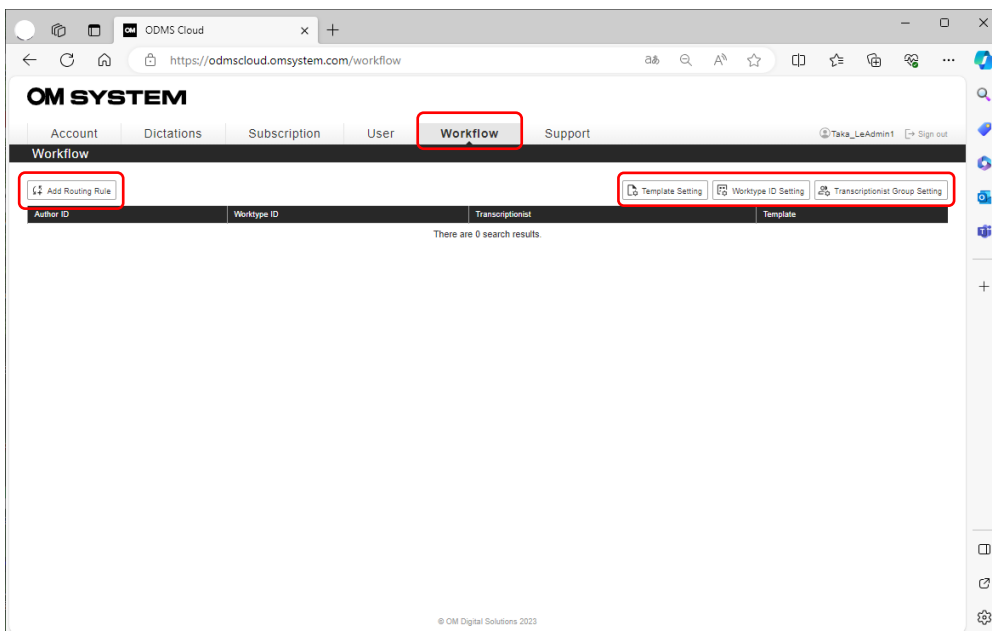 OM ODMS Cloud
https://odmscloud.omsystem.com/workflow
OM SYSTEM
Account Dictations Subscription User Workflow Support Taka_LeAdmin1 Sign out
Workflow
Add Routing Rule Template Setting Worktype ID Setting Transcriptionist Group Setting
Author ID Worktype ID Transcriptionist Template
There are 0 search results.
© OM Digital Solutions 2023